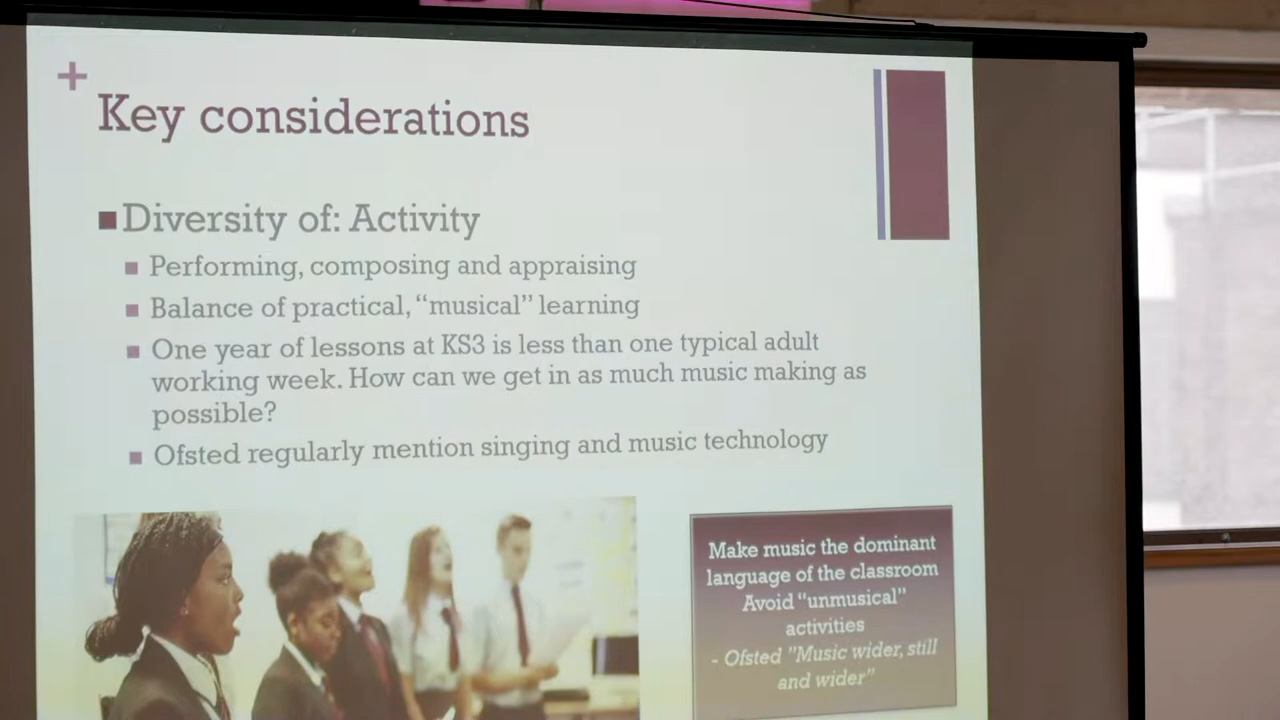 +
Key considerations
Diversity of: Activity
Performing, composing and appraising
Balance of practical, “musical” learning
One year of lessons at KS3 is less than one typical adult
working week. How can we get in as much music making as
possible?
Ofsted regularly mention singing and music technology
Make music the dominant
language of the classroom
Avoid “unmusical”
activities
- Ofsted "Music wider, still
and wider”